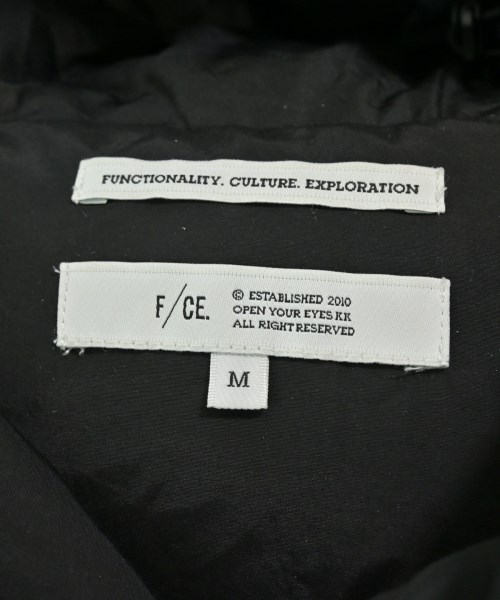 FUNCTIONALITY. CULTURE. EXPLORATION
F/CE.
® ESTABLISHED 2010
OPEN YOUR EYES KK
ALL RIGHT RESERVED
M